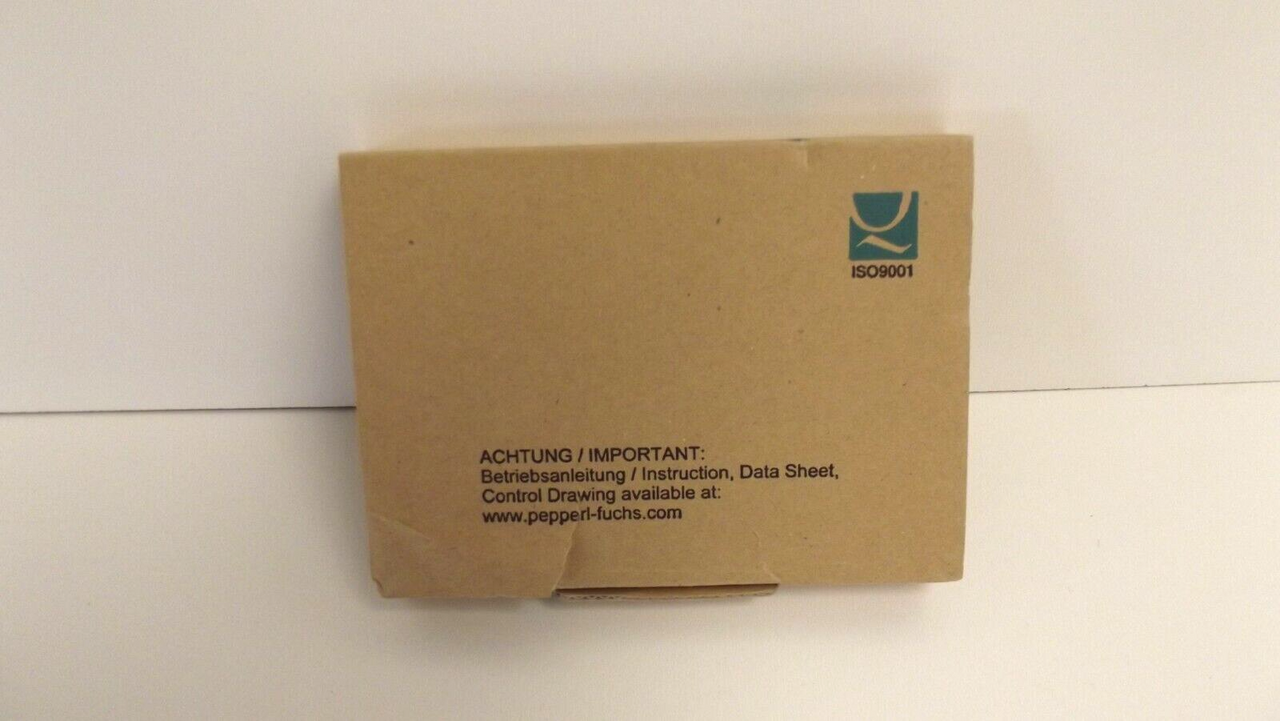 ISO9001
ACHTUNG / IMPORTANT:
Betriebsanleitung / Instruction, Data Sheet,
Control Drawing available at:
www.pepperl-fuchs.com